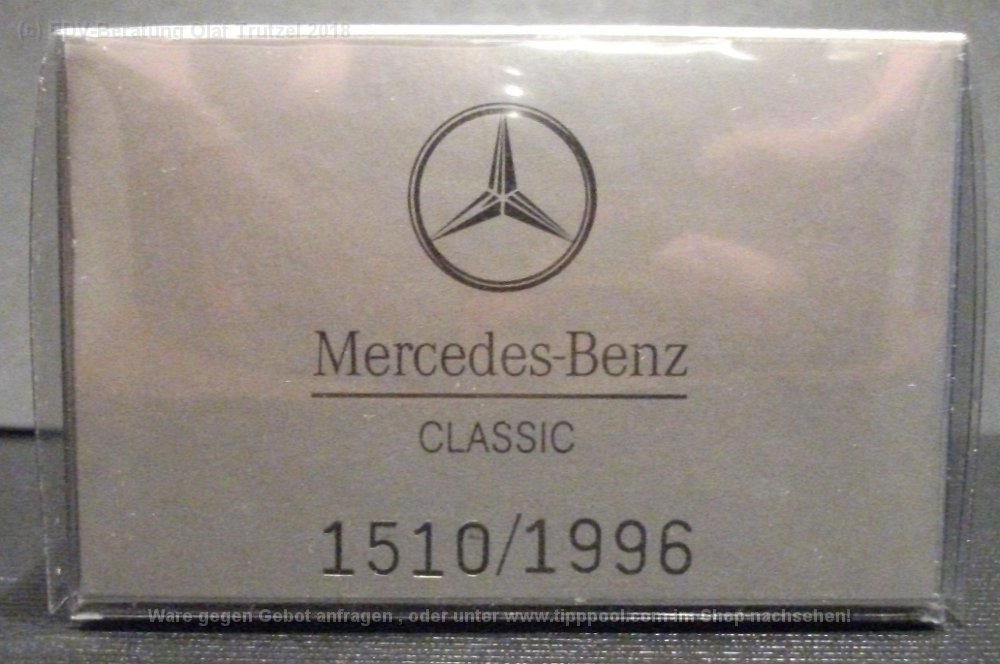 (c) EDV-Beratung Olaf Trutzel 2018
Mercedes-Benz
CLASSIC
1510/1996
Ware gegen Gebot anfragen , oder unter www.tipppool.com im Shop nachsehen!